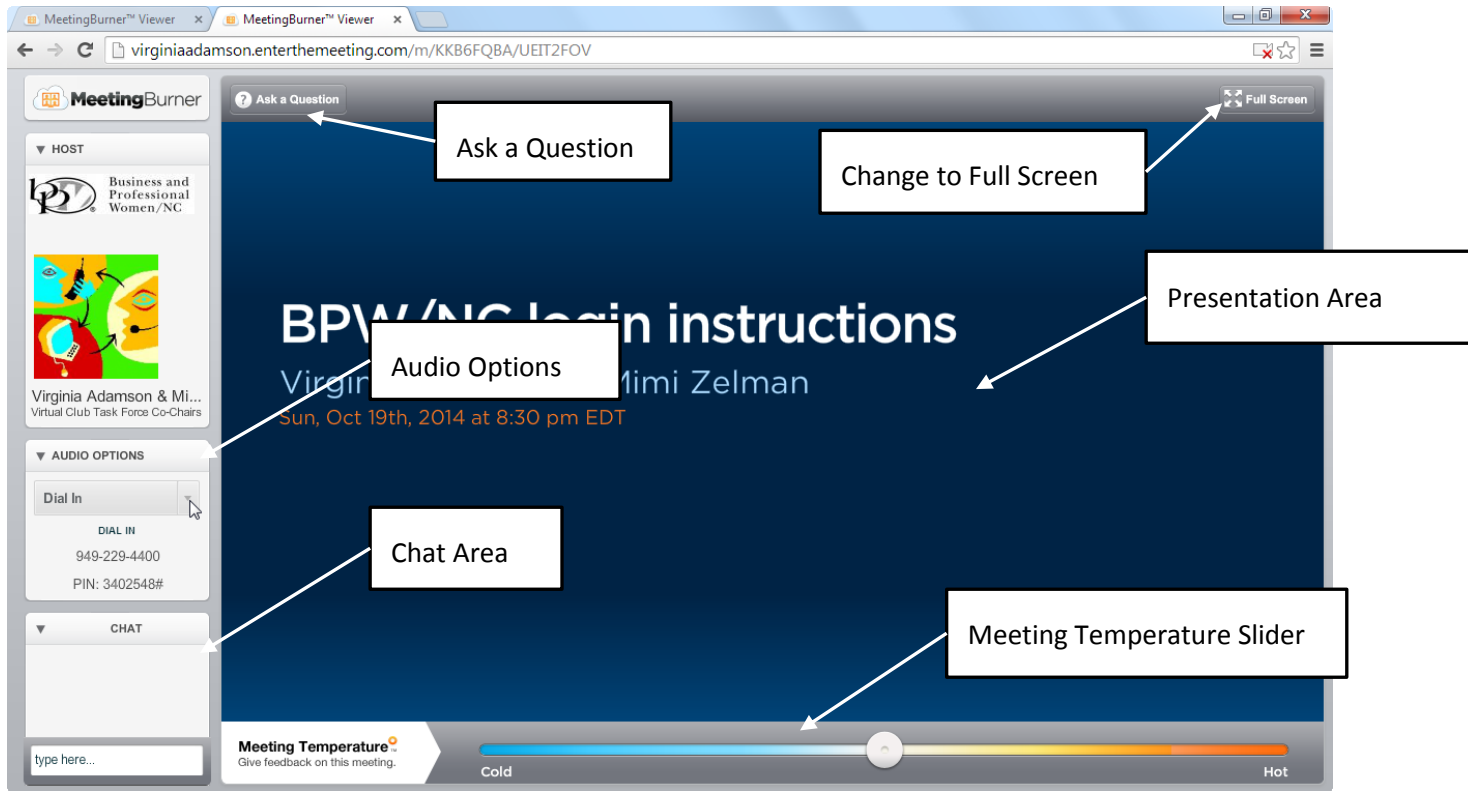 MeetingBurner™ Viewer
MeetingBurner™ Viewer
virginiaadamson.enterthemeeting.com/m/KKB6FQBA/UEIT2FOV
MeetingBurner
Ask a Question
Full Screen
Ask a Question
Change to Full Screen
HOST
bpw
Business and
Professional
Women/NC
Virginia Adamson & Mi...
Virtual Club Task Force Co-Chairs
Presentation Area
BPW/NC login instructions
Audio Options
Mimi Zelman
Sun, Oct 19th, 2014 at 8:30 pm EDT
AUDIO OPTIONS
Dial In
DIAL IN
949-229-4400
PIN: 3402548#
Chat Area
CHAT
type here...
Meeting Temperature Slider
Meeting Temperature
Give feedback on this meeting.
Cold
Hot